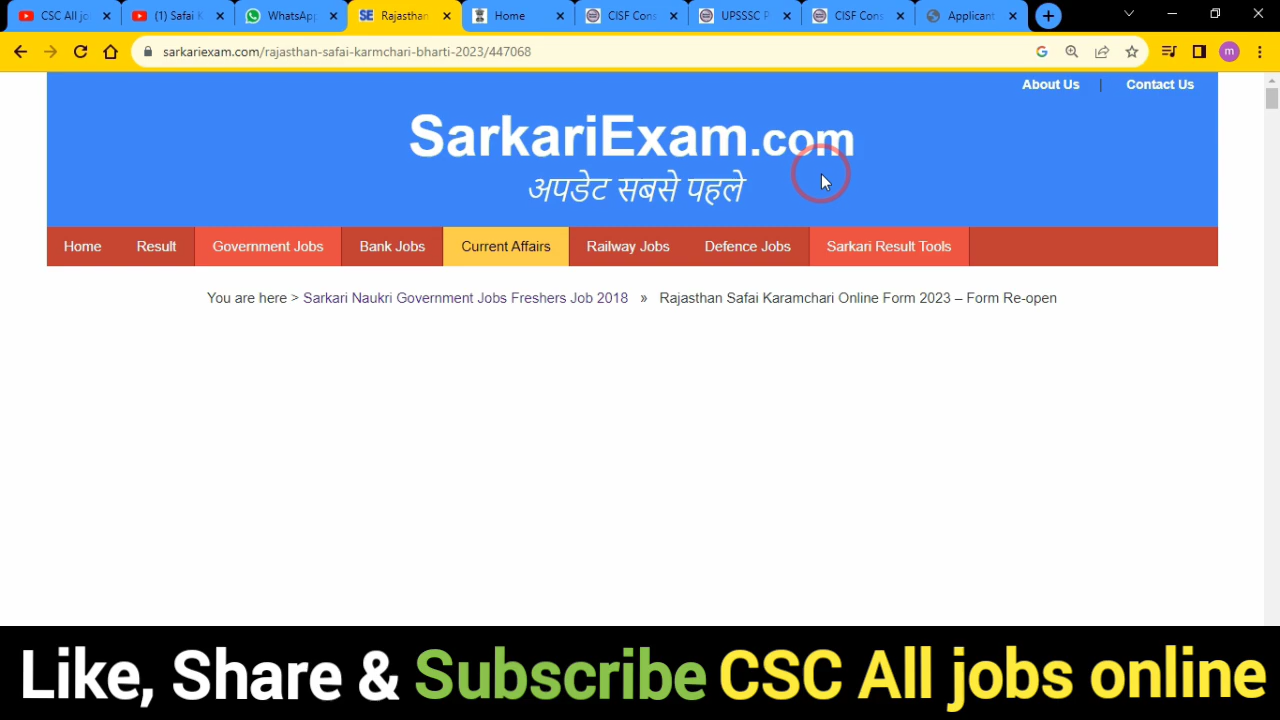 CSC All jo
(1) Safai K
WhatsApp
Rajasthan
Home
CISF Cons
UPSSSC P
CISF Cons
Applicant
sarkariexam.com/rajasthan-safai-karmchari-bharti-2023/447068
m
About Us | Contact Us
SarkariExam.com
अपडेट सबसे पहले
Home Result Government Jobs Bank Jobs Current Affairs Railway Jobs Defence Jobs Sarkari Result Tools
You are here > Sarkari Naukri Government Jobs Freshers Job 2018 » Rajasthan Safai Karamchari Online Form 2023 – Form Re-open
Like, Share & Subscribe CSC All jobs online